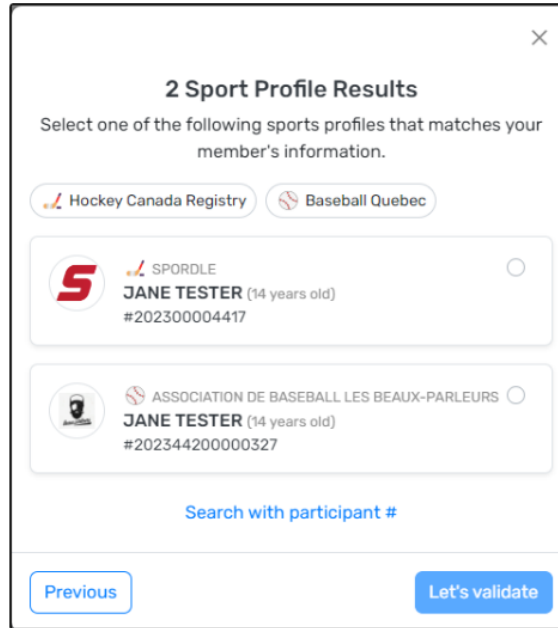 2 Sport Profile Results
Select one of the following sports profiles that matches your
member's information.
Hockey Canada Registry
Baseball Quebec
S
SPORDLE
JANE TESTER (14 years old)
#202300004417
ASSOCIATION DE BASEBALL LES BEAUX-PARLEURS
JANE TESTER (14 years old)
#202344200000327
Search with participant #
Previous
Let's validate